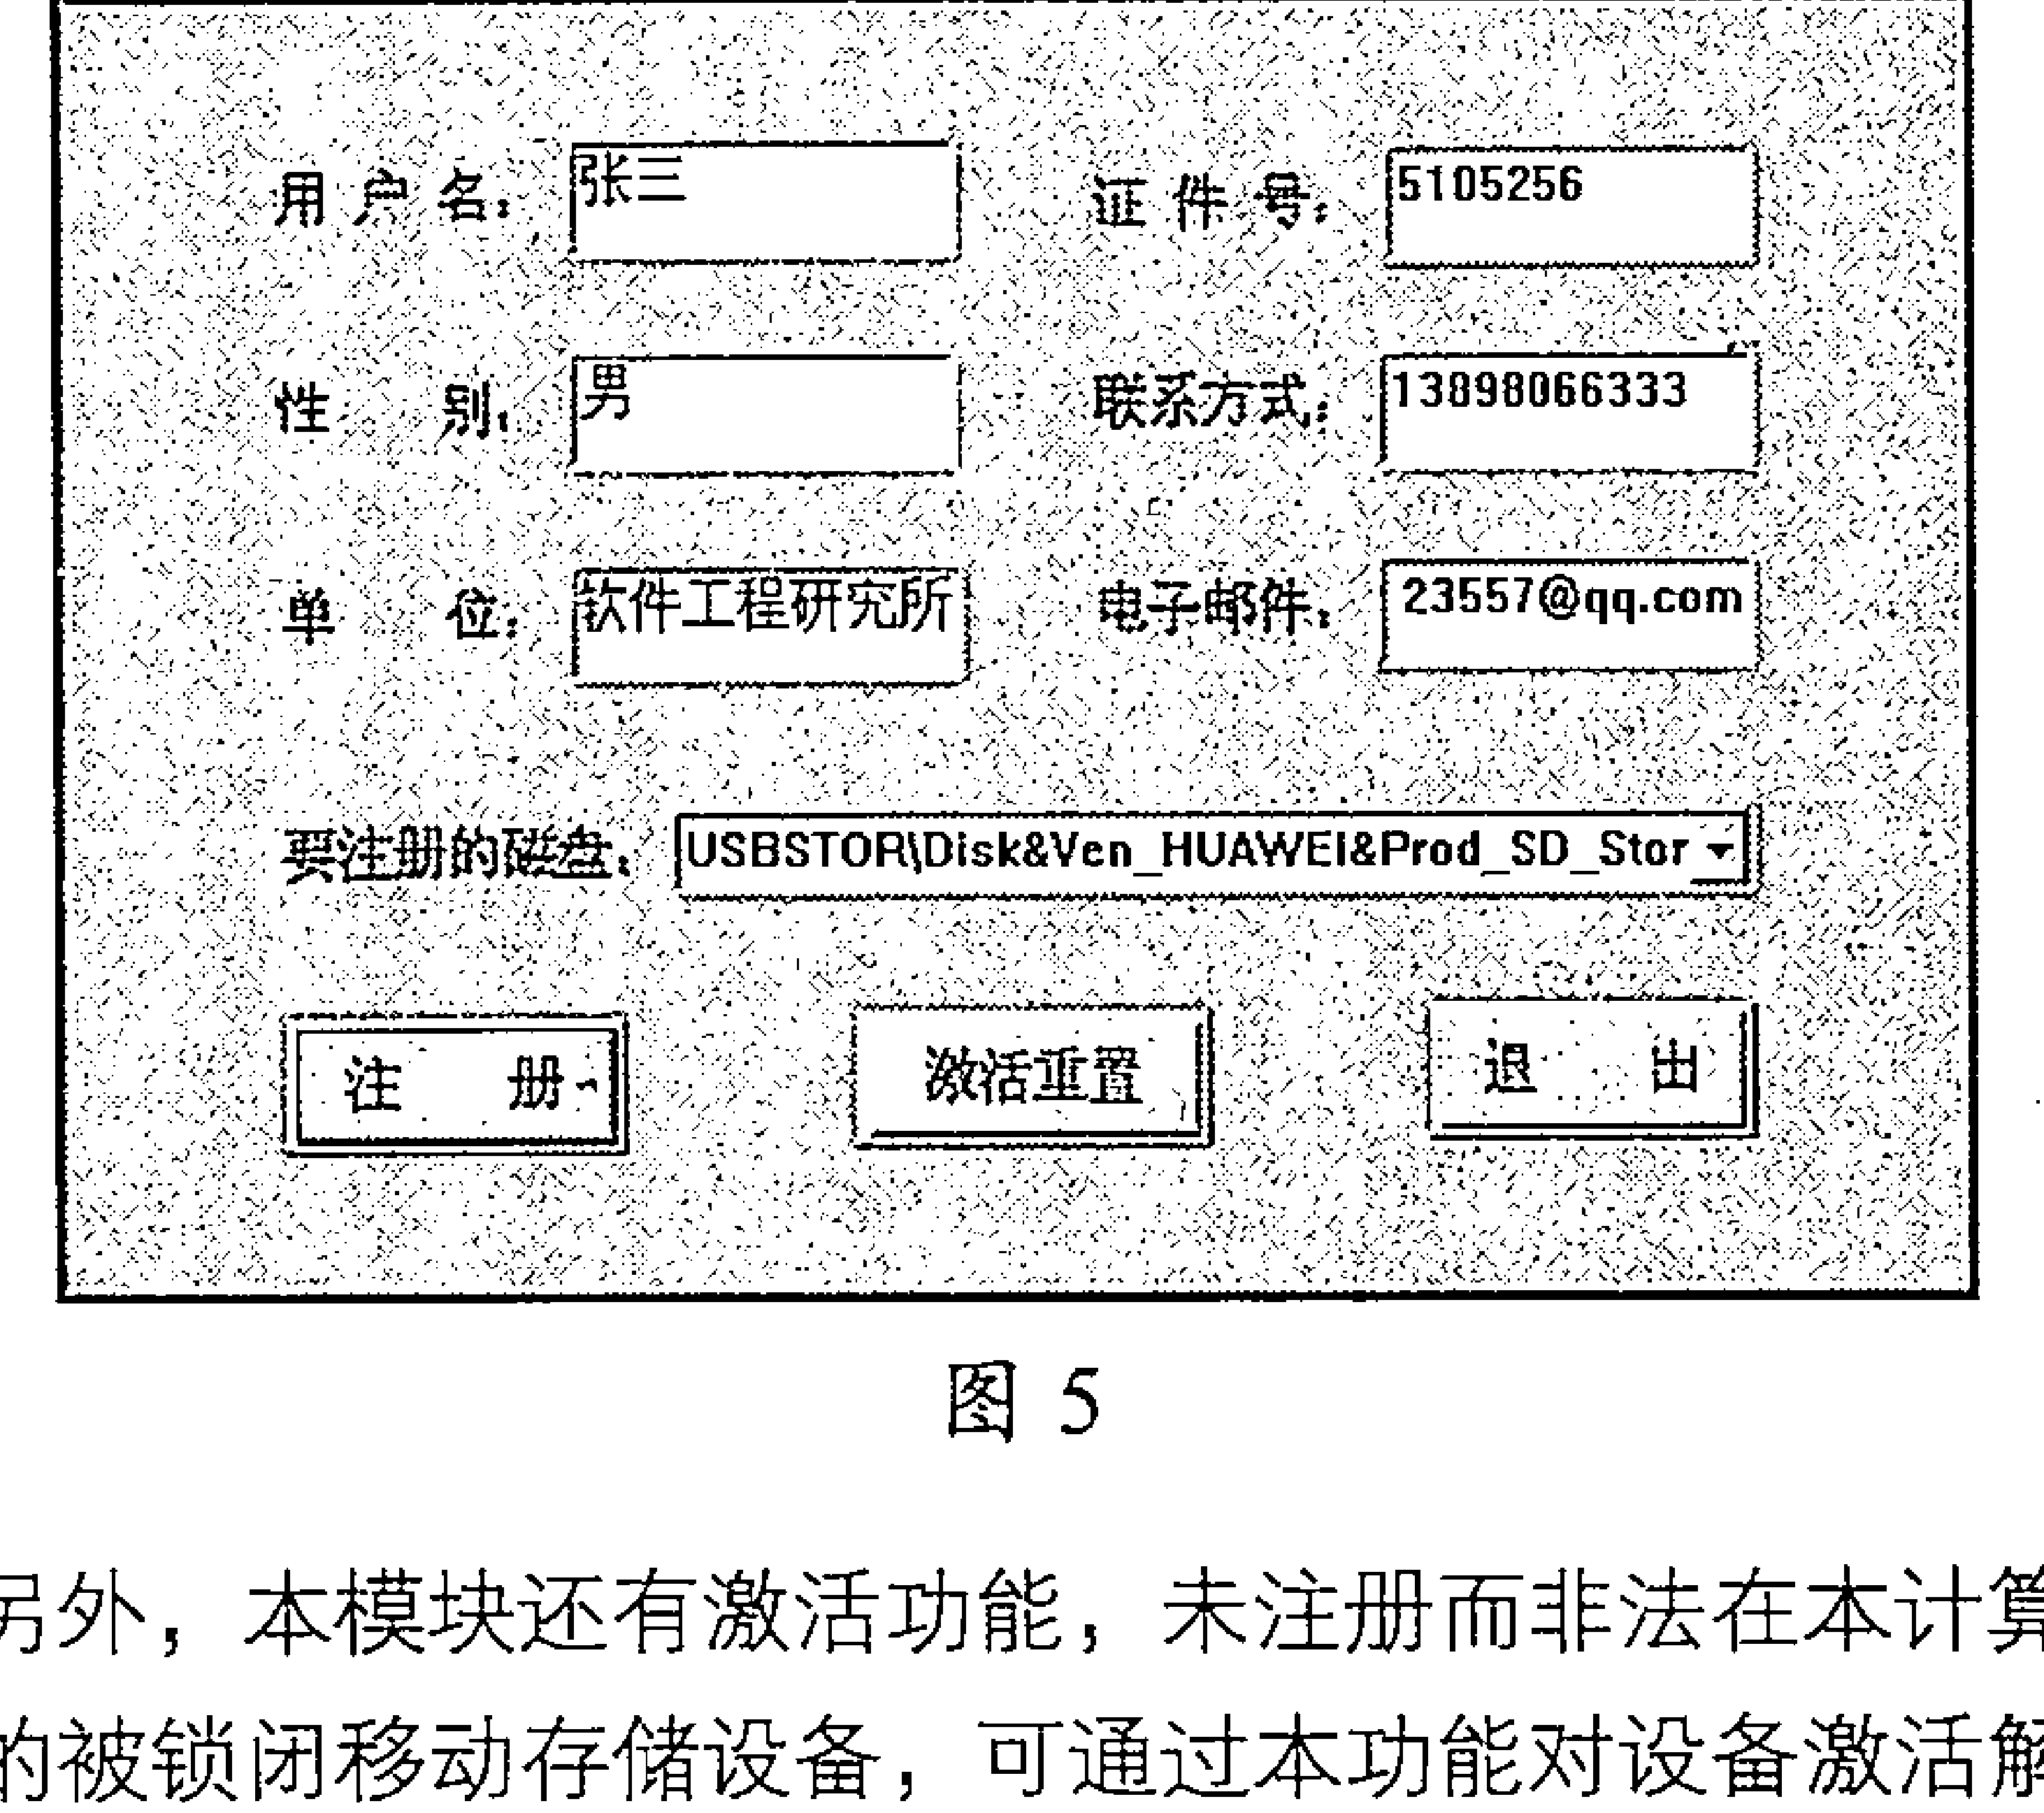 用户名： 张三 证件号： 5105256
性别： 男 联系方式： 13898066333
单位： 软件工程研究所 电子邮件： 23557@qq.com
要注册的磁盘： USBSTOR\Disk&Ven_HUAWEI&Prod_SD_Stor
注册 激活重置 退出
图 5
另外，本模块还有激活功能，未注册而非法在本计算
的被锁闭移动存储设备，可通过本功能对设备激活解